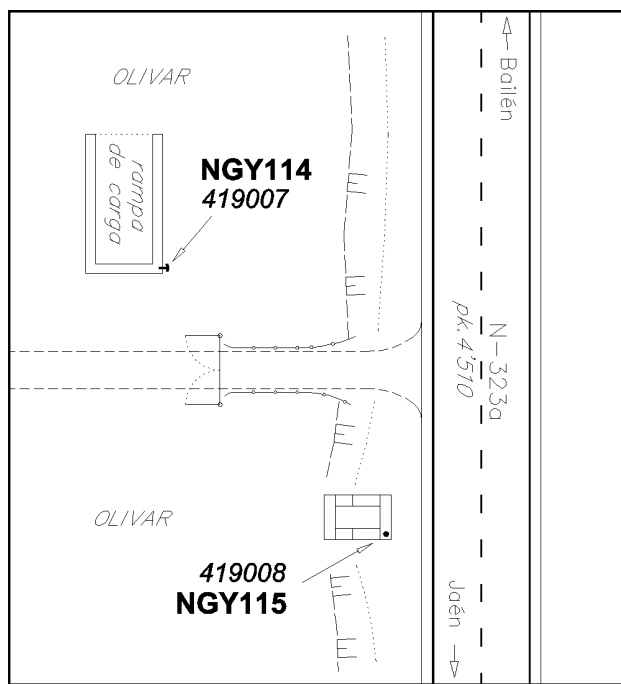 OLIVAR
Bailén
rampa
de carga
NGY114
419007
N-323a
pk.4'510
OLIVAR
419008
NGY115
Jaén